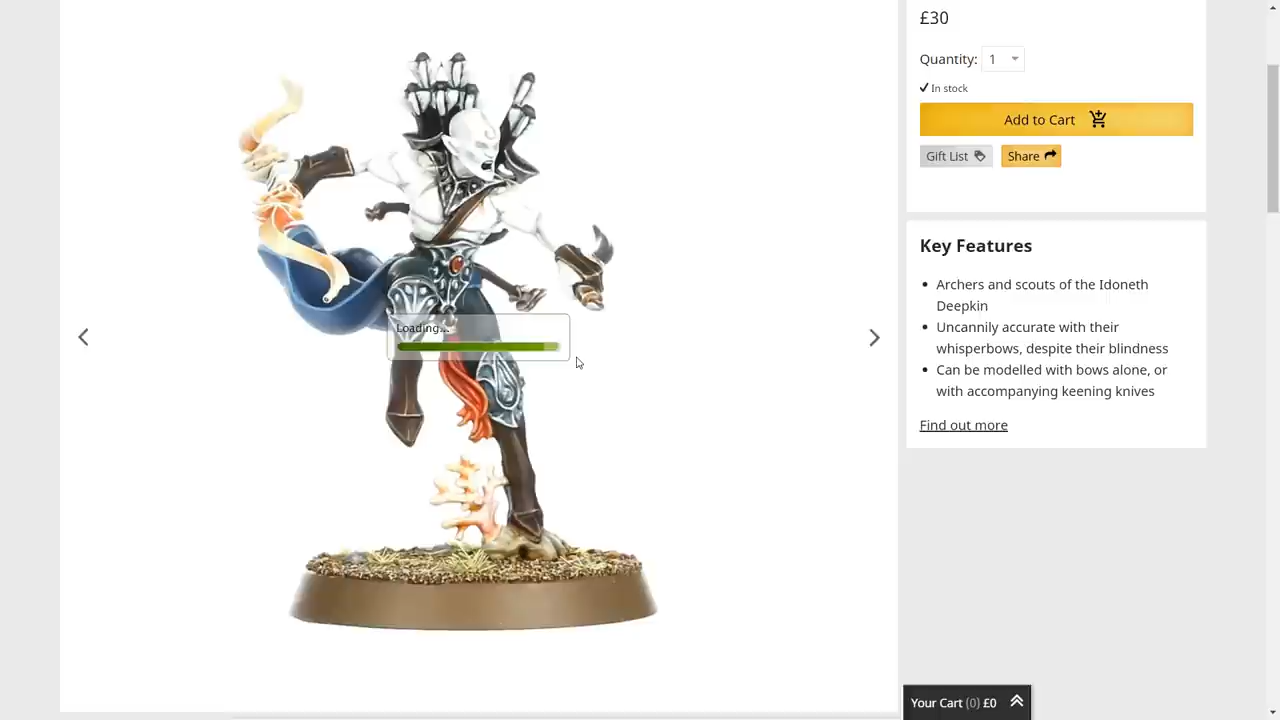 £30
Quantity: 1
✓ In stock
Add to Cart
Gift List
Share
Key Features
• Archers and scouts of the Idoneth
Deepkin
• Uncannily accurate with their
whisperbows, despite their blindness
• Can be modelled with bows alone, or
with accompanying keening knives
Find out more
Loading...
Your Cart (0) £0